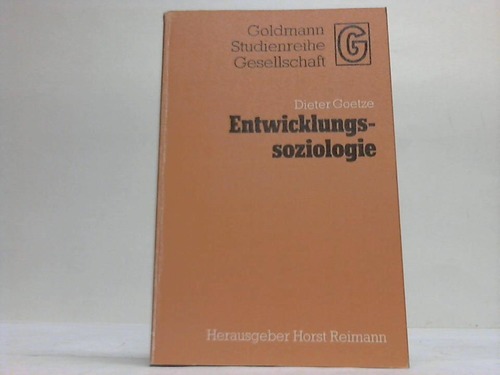 Goldmann
Studienreihe
Gesellschaft
G
Dieter Goetze
Entwicklungs-
soziologie
Herausgeber Horst Reimann